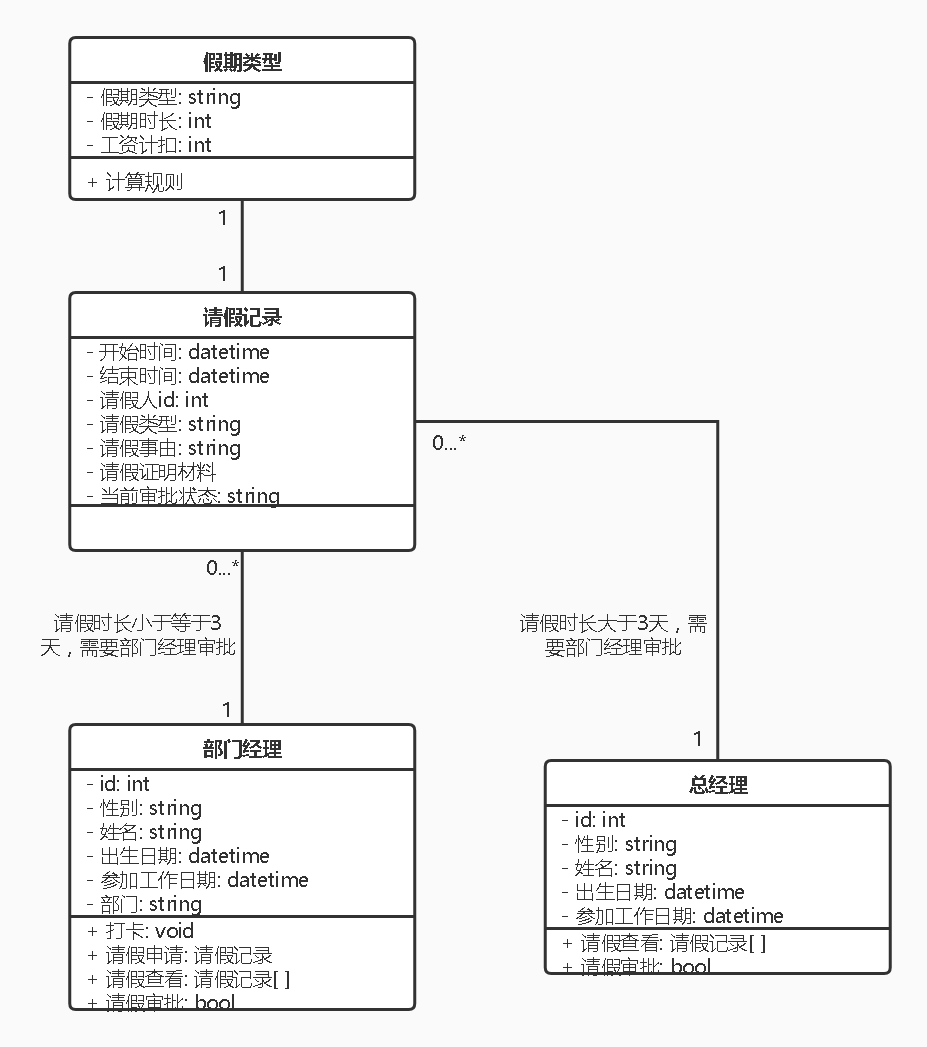 假期类型
- 假期类型: string
- 假期时长: int
- 工资计扣: int
+ 计算规则
1
1
请假记录
- 开始时间: datetime
- 结束时间: datetime
- 请假人id: int
- 请假类型: string
- 请假事由: string
- 请假证明材料
- 当前审批状态: string
0...*
0...*
请假时长小于等于3
天，需要部门经理审批
1
请假时长大于3天，需
要部门经理审批
1
部门经理
- id: int
- 性别: string
- 姓名: string
- 出生日期: datetime
- 参加工作日期: datetime
- 部门: string
+ 打卡: void
+ 请假申请: 请假记录
+ 请假查看: 请假记录[ ]
+ 请假审批: bool
总经理
- id: int
- 性别: string
- 姓名: string
- 出生日期: datetime
- 参加工作日期: datetime
+ 请假查看: 请假记录[ ]
+ 请假审批: bool